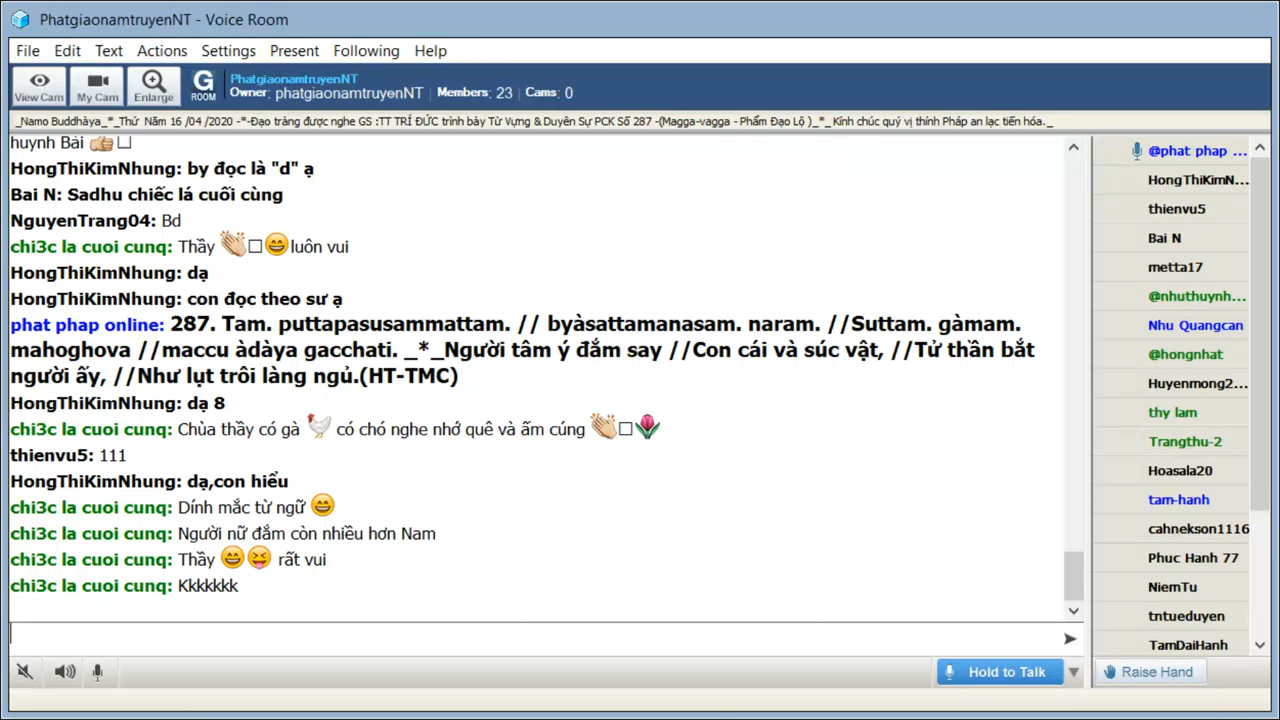 PhatgiaonamtruyenNT - Voice Room
File Edit Text Actions Settings Present Following Help
View Cam My Cam Enlarge G ROOM
PhatgiaonamtruyenNT
Owner: phatgiaonamtruyenNT Members: 23 Cams: 0
_Namo Buddhàya_*_Thứ Năm 16 /04 /2020 -*-Đạo tràng được nghe GS :TT TRÍ ĐỨC trình bày Từ Vựng & Duyên Sự PCK Số 287 -(Magga-vagga - Phẩm Đạo Lộ )_*_ Kính chúc quý vị thính Pháp an lạc tiến hóa._
huynh Bãi 👍🏼□
HongThiKimNhung: by đọc là "d" ạ
Bai N: Sadhu chiếc lá cuối cùng
NguyenTrang04: Bd
chi3c la cuoi cunq: Thầy 👏🏼□😄luôn vui
HongThiKimNhung: dạ
HongThiKimNhung: con đọc theo sư ạ
phat phap online: 287. Tam. puttapasusammattam. // byàsattamanasam. naram. //Suttam. gàmam.
mahoghova //maccu àdàya gacchati. _*_Người tâm ý đắm say //Con cái và súc vật, //Tử thần bắt
người ấy, //Như lụt trôi làng ngủ.(HT-TMC)
HongThiKimNhung: dạ 8
chi3c la cuoi cunq: Chùa thầy có gà 🐓 có chó nghe nhớ quê và ấm cúng 👏🏼□🌷
thienvu5: 111
HongThiKimNhung: dạ,con hiểu
chi3c la cuoi cunq: Dính mắc từ ngữ 😄
chi3c la cuoi cunq: Người nữ đắm còn nhiều hơn Nam
chi3c la cuoi cunq: Thầy 😄😝 rất vui
chi3c la cuoi cunq: Kkkkkkk
@phat phap ...
HongThiKimN...
thienvu5
Bai N
metta17
@nhuthuynh...
Nhu Quangcan
@hongnhat
Huyenmong2...
thy lam
Trangthu-2
Hoasala20
tam-hanh
cahnekson1116
Phuc Hanh 77
NiemTu
tntueduyen
TamDaiHanh
Hold to Talk
Raise Hand